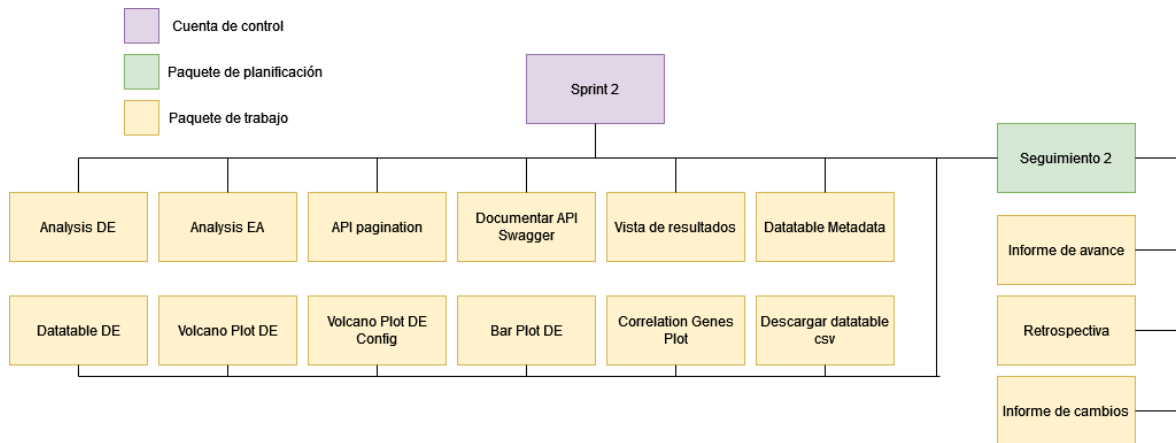 Cuenta de control
Paquete de planificación
Paquete de trabajo
Sprint 2
Seguimiento 2
Analysis DE
Analysis EA
API pagination
Documentar API
Swagger
Vista de resultados
Datatable Metadata
Informe de avance
Datatable DE
Volcano Plot DE
Volcano Plot DE
Config
Bar Plot DE
Correlation Genes
Plot
Descargar datatable
csv
Retrospectiva
Informe de cambios